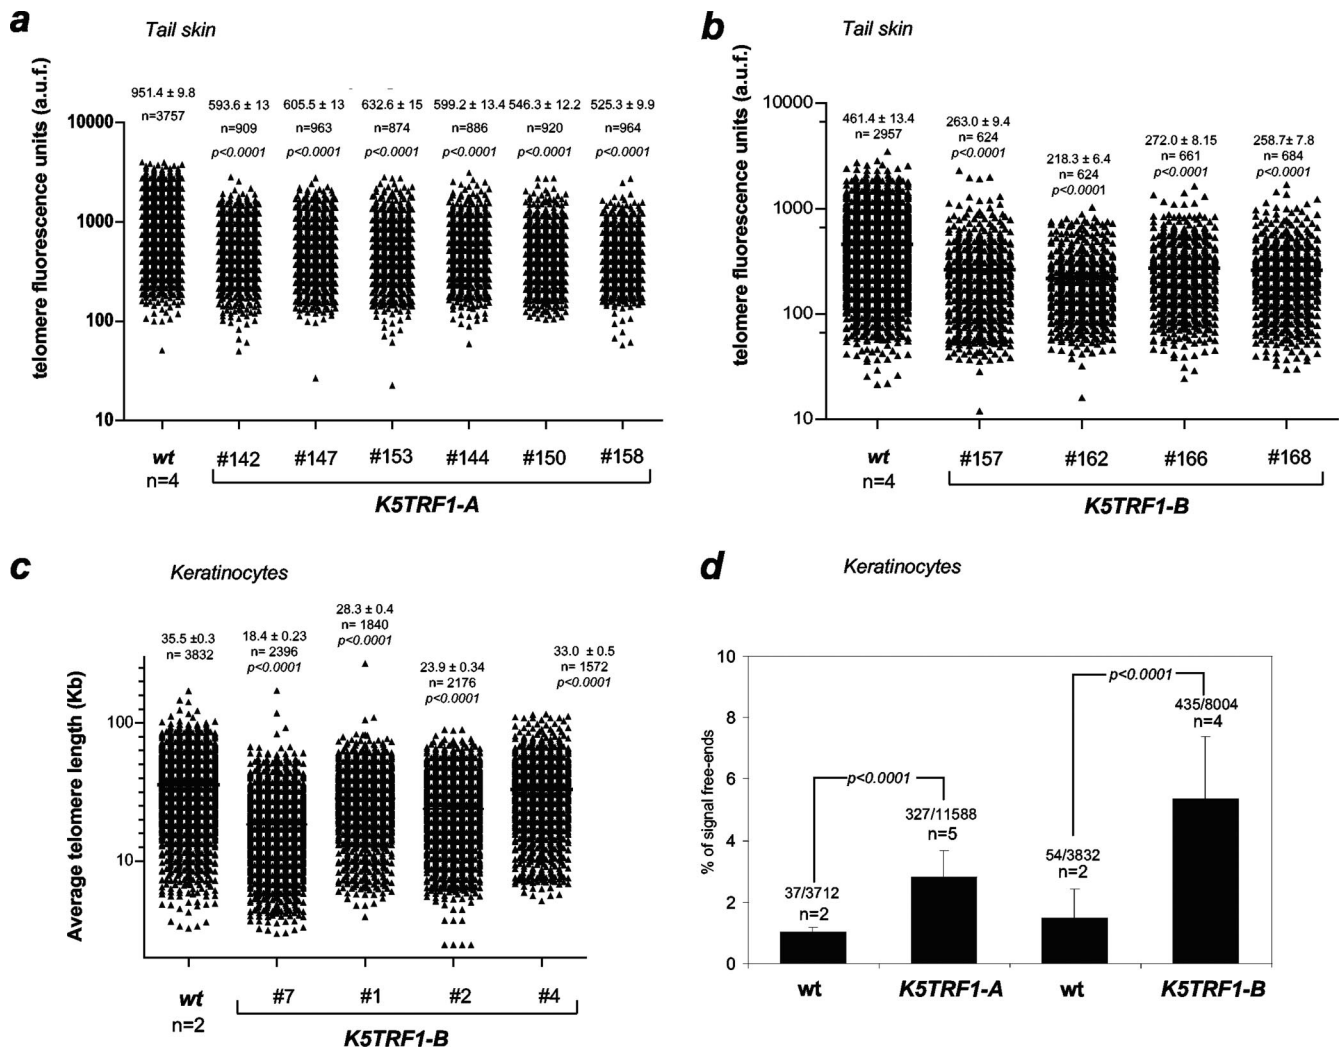 a
Tail skin
telomere fluorescence units (a.u.f.)
951.4 ± 9.8
n=3757
593.6 ± 13
n=909
p<0.0001
605.5 ± 13
n=963
p<0.0001
632.6 ± 15
n=874
p<0.0001
599.2 ± 13.4
n=886
p<0.0001
546.3 ± 12.2
n=920
p<0.0001
525.3 ± 9.9
n=964
p<0.0001
10000
1000
100
10
wt
n=4
#142
#147
#153
#144
#150
#158
K5TRF1-A
b
Tail skin
telomere fluorescence units (a.u.f.)
461.4 ± 13.4
n= 2957
263.0 ± 9.4
n= 624
p<0.0001
218.3 ± 6.4
n= 624
p<0.0001
272.0 ± 8.15
n= 661
p<0.0001
258.7± 7.8
n= 684
p<0.0001
10000
1000
100
10
wt
n=4
#157
#162
#166
#168
K5TRF1-B
c
Keratinocytes
Average telomere length (Kb)
35.5 ±0.3
n= 3832
18.4 ± 0.23
n= 2396
p<0.0001
28.3 ± 0.4
n= 1840
p<0.0001
23.9 ± 0.34
n= 2176
p<0.0001
33.0 ± 0.5
n= 1572
p<0.0001
100
10
wt
n=2
#7
#1
#2
#4
K5TRF1-B
d
Keratinocytes
% of signal free-ends
10
8
6
4
2
0
p<0.0001
p<0.0001
37/3712
n=2
327/11588
n=5
54/3832
n=2
435/8004
n=4
wt
K5TRF1-A
wt
K5TRF1-B